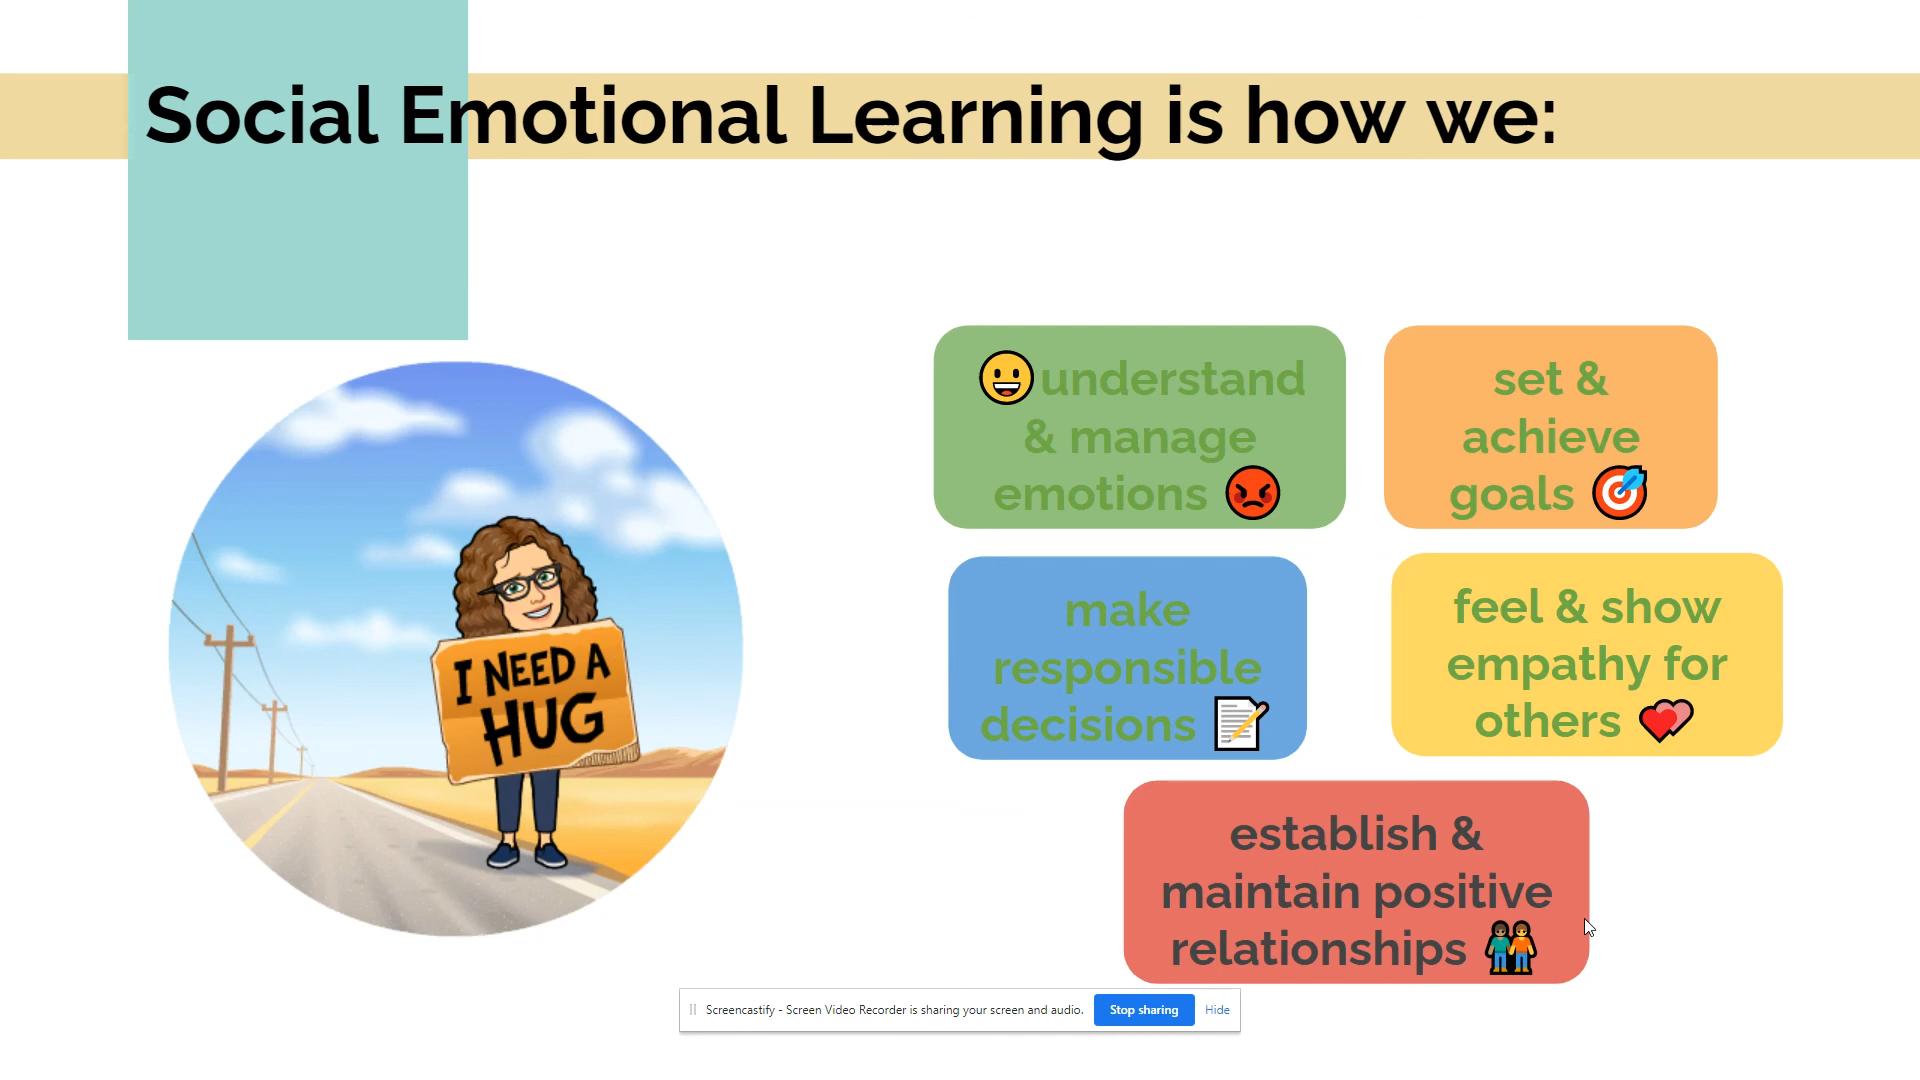 Social Emotional Learning is how we:
😀 understand
& manage
emotions 😡
set &
achieve
goals 🎯
I NEED A
HUG
make
responsible
decisions 📝
feel & show
empathy for
others 💕
establish &
maintain positive
relationships 🧑‍🤝‍🧑
Screencastify - Screen Video Recorder is sharing your screen and audio. Stop sharing Hide